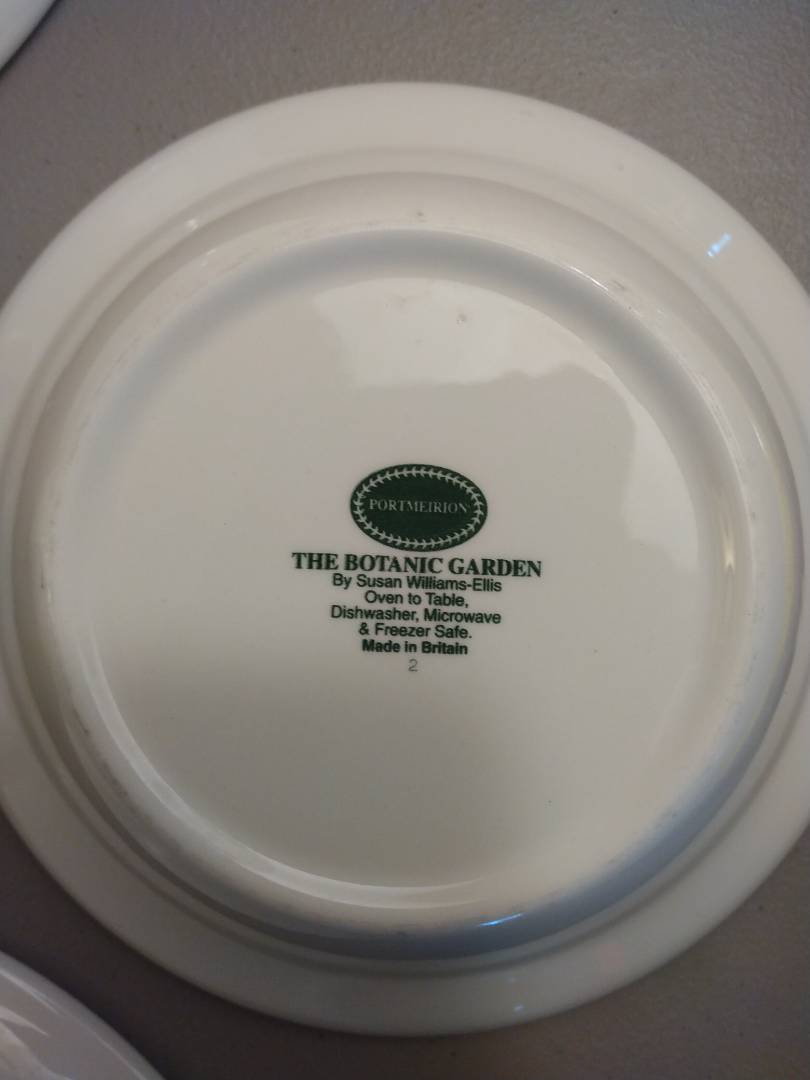 PORTMEIRION
THE BOTANIC GARDEN
By Susan Williams-Ellis
Oven to Table,
Dishwasher, Microwave
& Freezer Safe.
Made in Britain
2